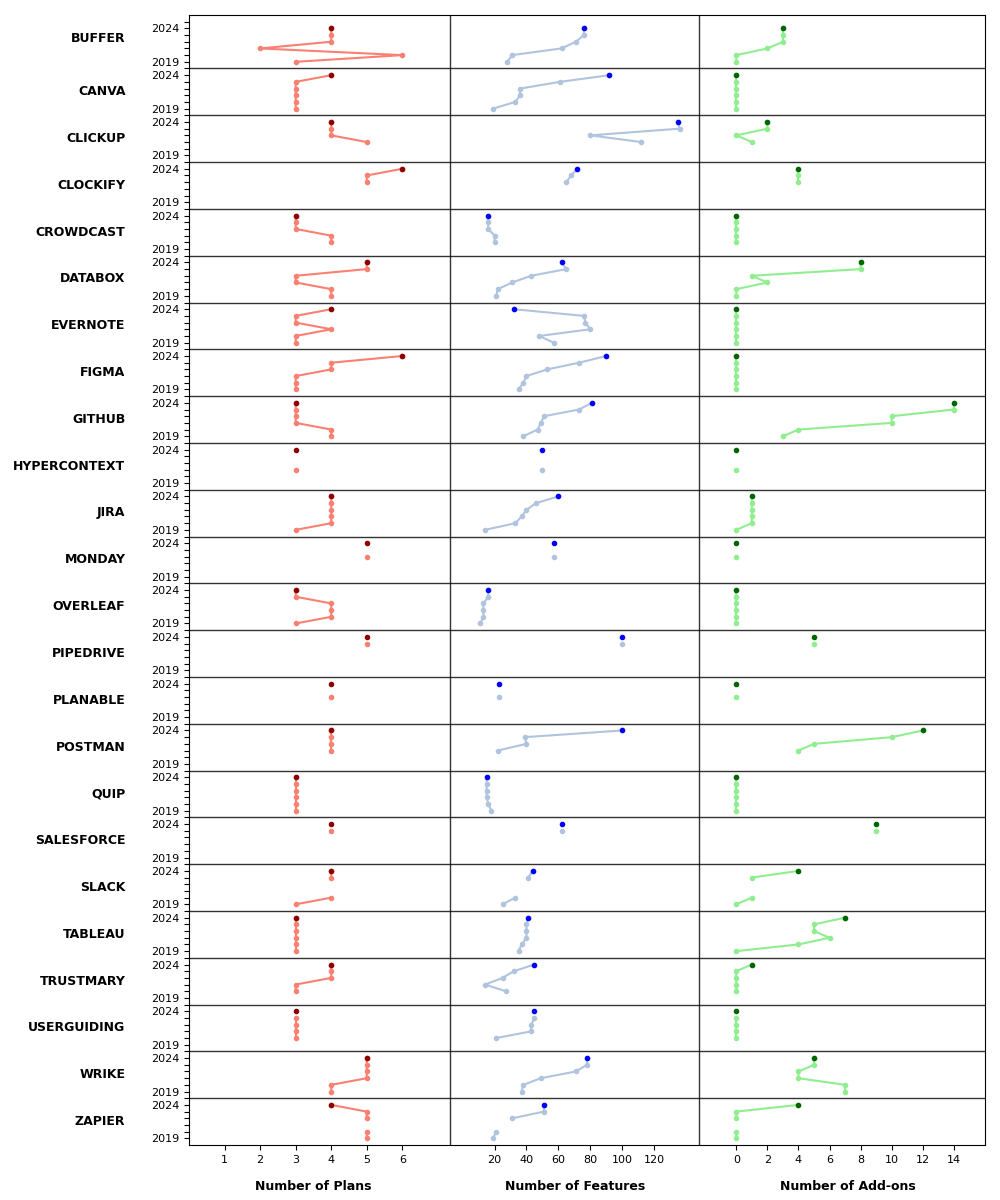 2024
BUFFER
2019
2024
CANVA
2019
2024
CLICKUP
2019
2024
CLOCKIFY
2019
2024
CROWDCAST
2019
2024
DATABOX
2019
2024
EVERNOTE
2019
2024
FIGMA
2019
2024
GITHUB
2019
2024
HYPERCONTEXT
2019
2024
JIRA
2019
2024
MONDAY
2019
2024
OVERLEAF
2019
2024
PIPEDRIVE
2019
2024
PLANABLE
2019
2024
POSTMAN
2019
2024
QUIP
2019
2024
SALESFORCE
2019
2024
SLACK
2019
2024
TABLEAU
2019
2024
TRUSTMARY
2019
2024
USERGUIDING
2019
2024
WRIKE
2019
2024
ZAPIER
2019
1 2 3 4 5 6 20 40 60 80 100 120 0 2 4 6 8 10 12 14
Number of Plans Number of Features Number of Add-ons